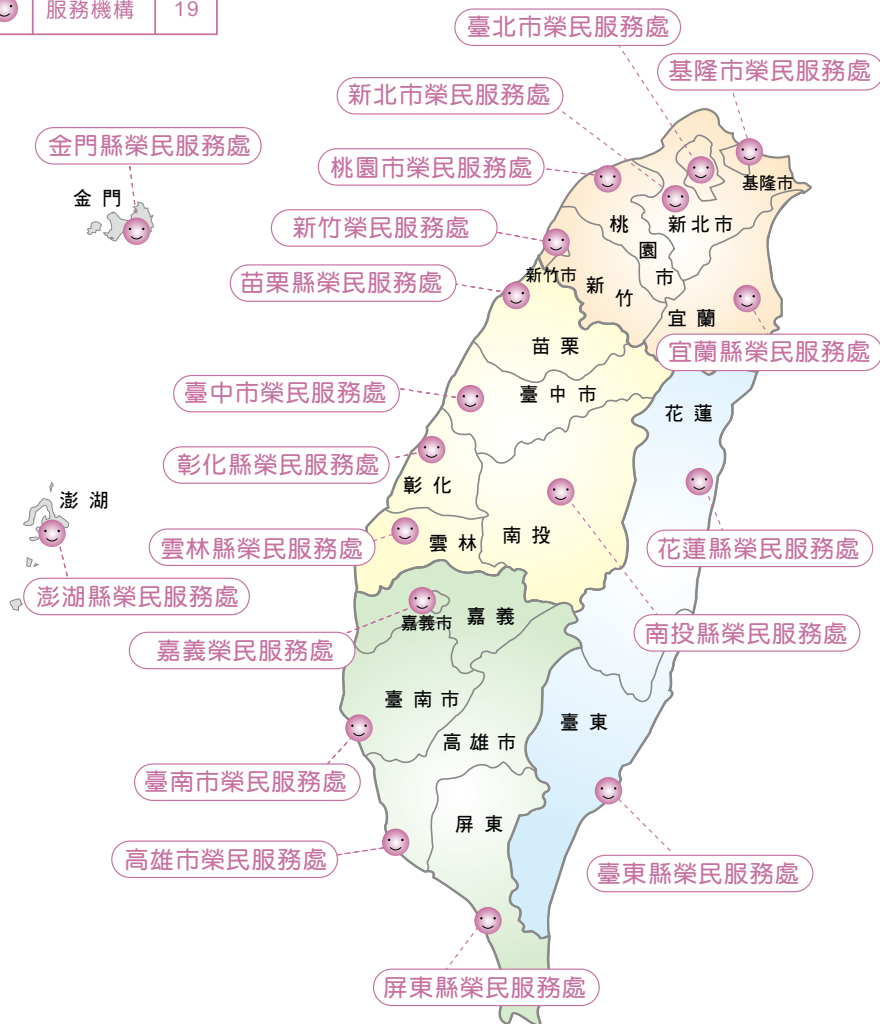 服務機構 19
臺北市榮民服務處
基隆市榮民服務處
新北市榮民服務處
金門縣榮民服務處
桃園市榮民服務處
基隆市
金門
新竹榮民服務處
桃園市
新北市
新竹市
苗栗縣榮民服務處
新竹
宜蘭
苗栗
宜蘭縣榮民服務處
臺中市榮民服務處
臺中市
花蓮
彰化縣榮民服務處
彰化
澎湖
雲林縣榮民服務處
雲林
南投
花蓮縣榮民服務處
澎湖縣榮民服務處
嘉義市
嘉義
南投縣榮民服務處
嘉義榮民服務處
臺南市
臺東
高雄市
臺南市榮民服務處
屏東
高雄市榮民服務處
臺東縣榮民服務處
屏東縣榮民服務處